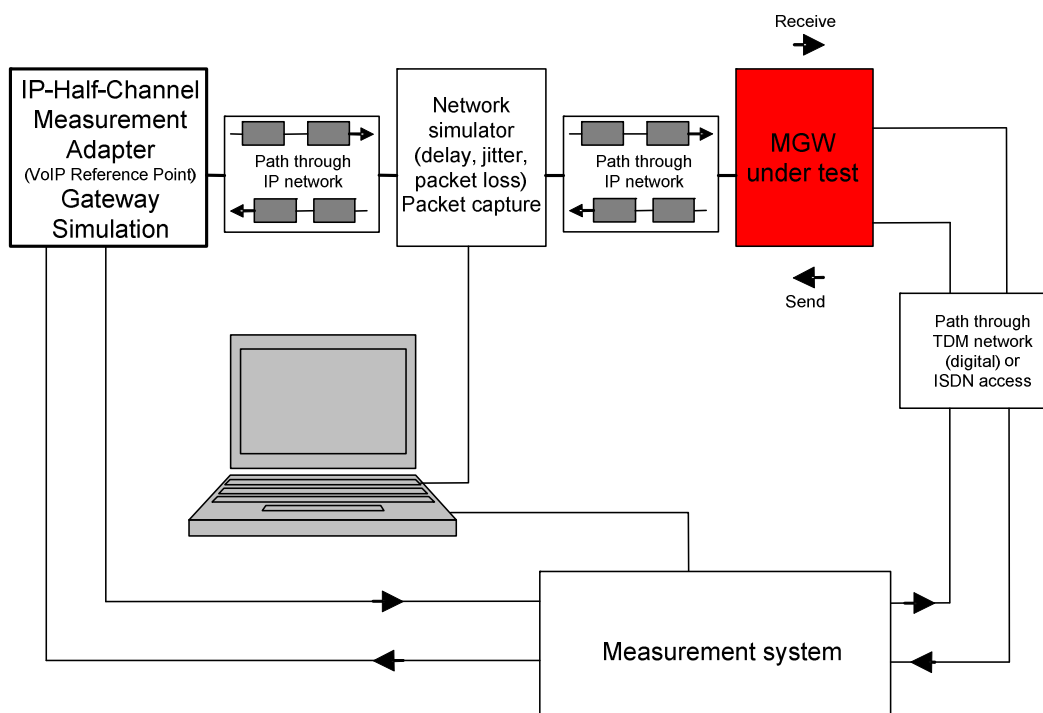 Receive
IP-Half-Channel
Measurement
Adapter
(VoIP Reference Point)
Gateway
Simulation
Path through
IP network
Network
simulator
(delay, jitter,
packet loss)
Packet capture
Path through
IP network
MGW
under test
Send
Path through
TDM network
(digital) or
ISDN access
Measurement system